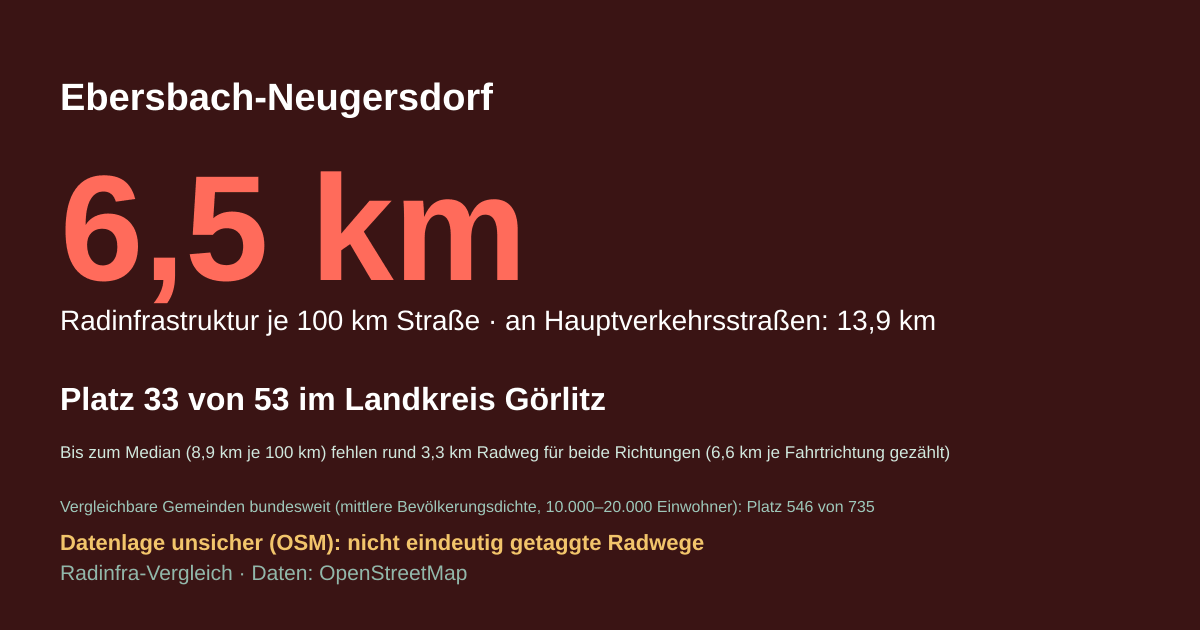 Ebersbach-Neugersdorf
6,5 km
Radinfrastruktur je 100 km Straße · an Hauptverkehrsstraßen: 13,9 km
Platz 33 von 53 im Landkreis Görlitz
Bis zum Median (8,9 km je 100 km) fehlen rund 3,3 km Radweg für beide Richtungen (6,6 km je Fahrtrichtung gezählt)
Vergleichbare Gemeinden bundesweit (mittlere Bevölkerungsdichte, 10.000–20.000 Einwohner): Platz 546 von 735
Datenlage unsicher (OSM): nicht eindeutig getaggte Radwege
Radinfra-Vergleich · Daten: OpenStreetMap